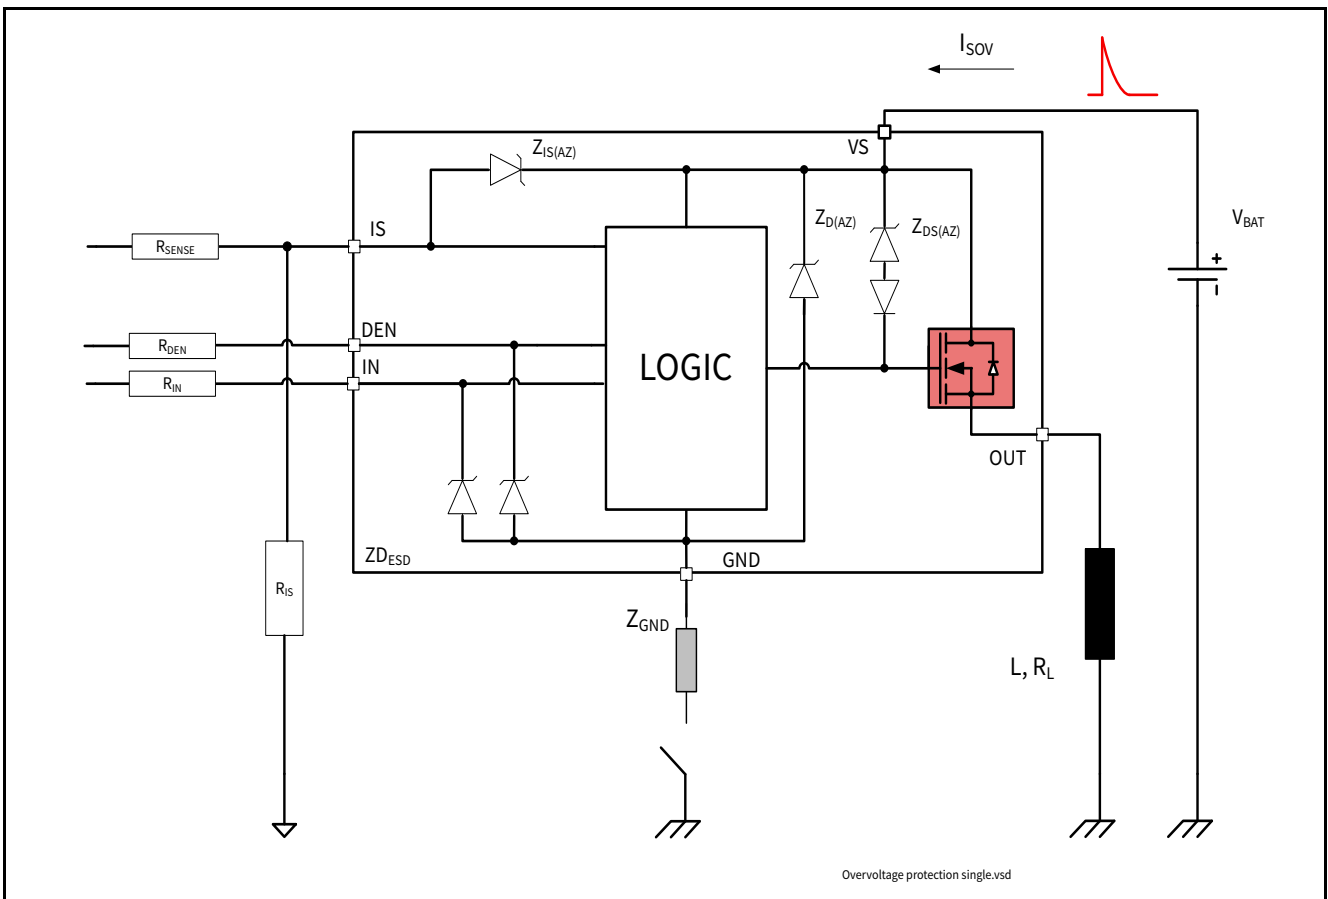 I_SOV
Z_IS(AZ)
VS
IS
Z_D(AZ)
Z_DS(AZ)
V_BAT
R_SENSE
+
-
DEN
R_DEN
IN
R_IN
LOGIC
OUT
ZD_ESD
GND
R_IS
Z_GND
L, R_L
Overvoltage protection single.vsd